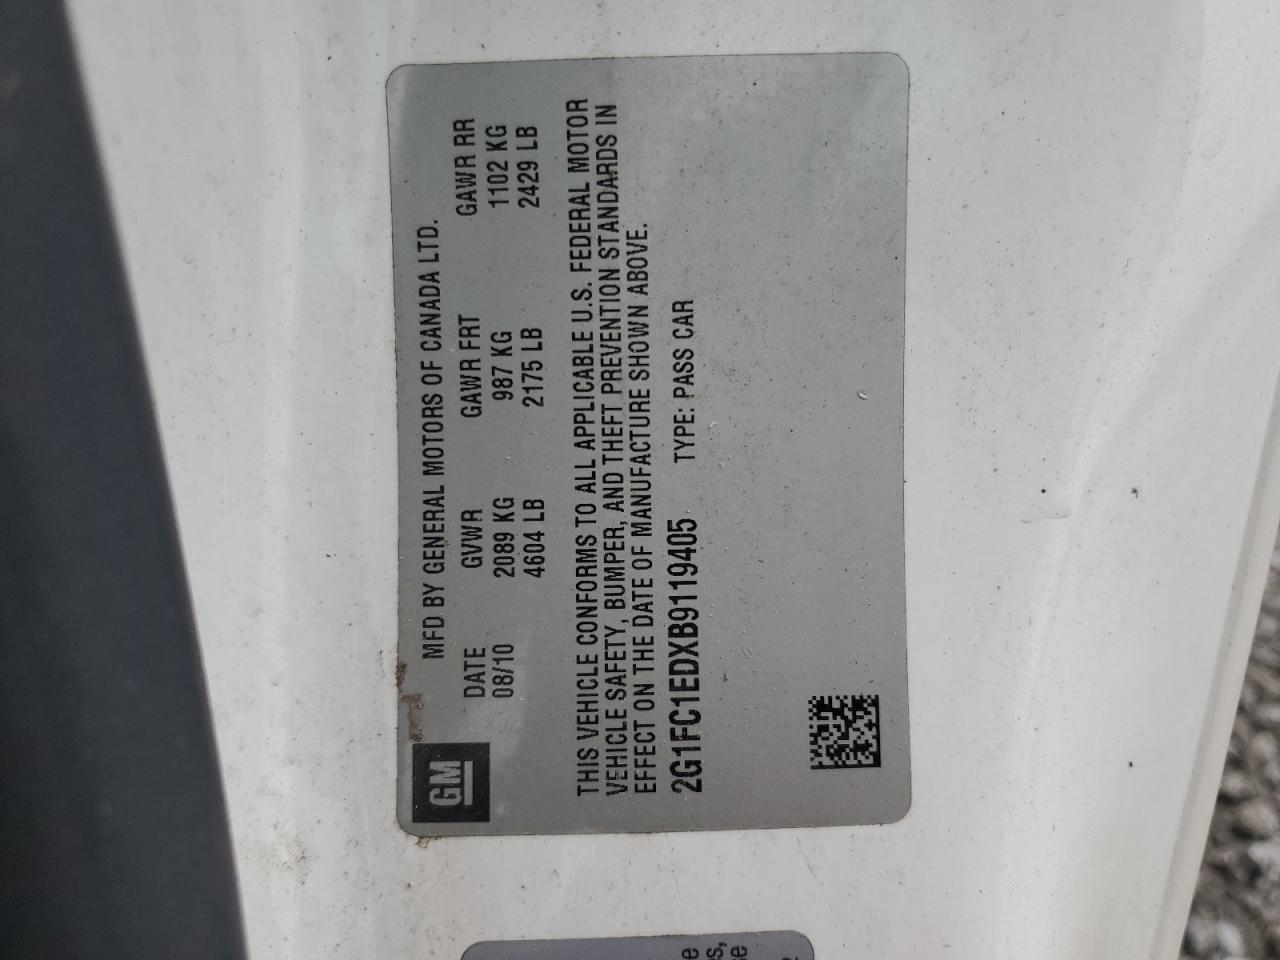 GM
MFD BY GENERAL MOTORS OF CANADA LTD.
DATE GVWR GAWR FRT GAWR RR
08/10 2089 KG 987 KG 1102 KG
4604 LB 2175 LB 2429 LB
THIS VEHICLE CONFORMS TO ALL APPLICABLE U.S. FEDERAL MOTOR
VEHICLE SAFETY, BUMPER, AND THEFT PREVENTION STANDARDS IN
EFFECT ON THE DATE OF MANUFACTURE SHOWN ABOVE.
2G1FC1EDXB9119405 TYPE: PASS CAR